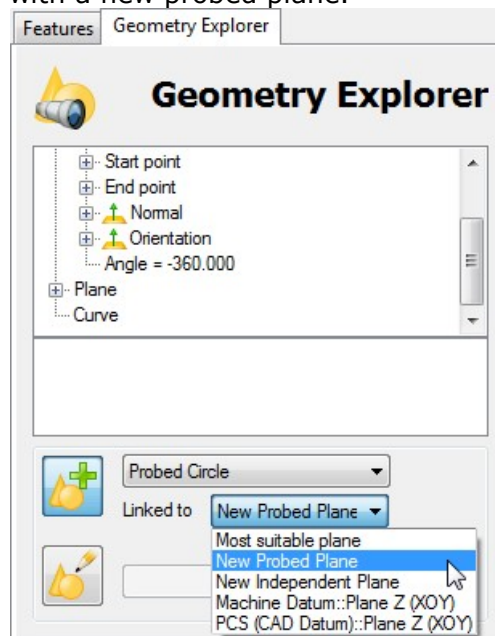 with a new probed plane.
Features Geometry Explorer
Geometry Explorer
Start point
End point
Normal
Orientation
Angle = -360.000
Plane
Curve
Probed Circle
Linked to New Probed Plane
Most suitable plane
New Probed Plane
New Independent Plane
Machine Datum::Plane Z (XOY)
PCS (CAD Datum)::Plane Z (XOY)